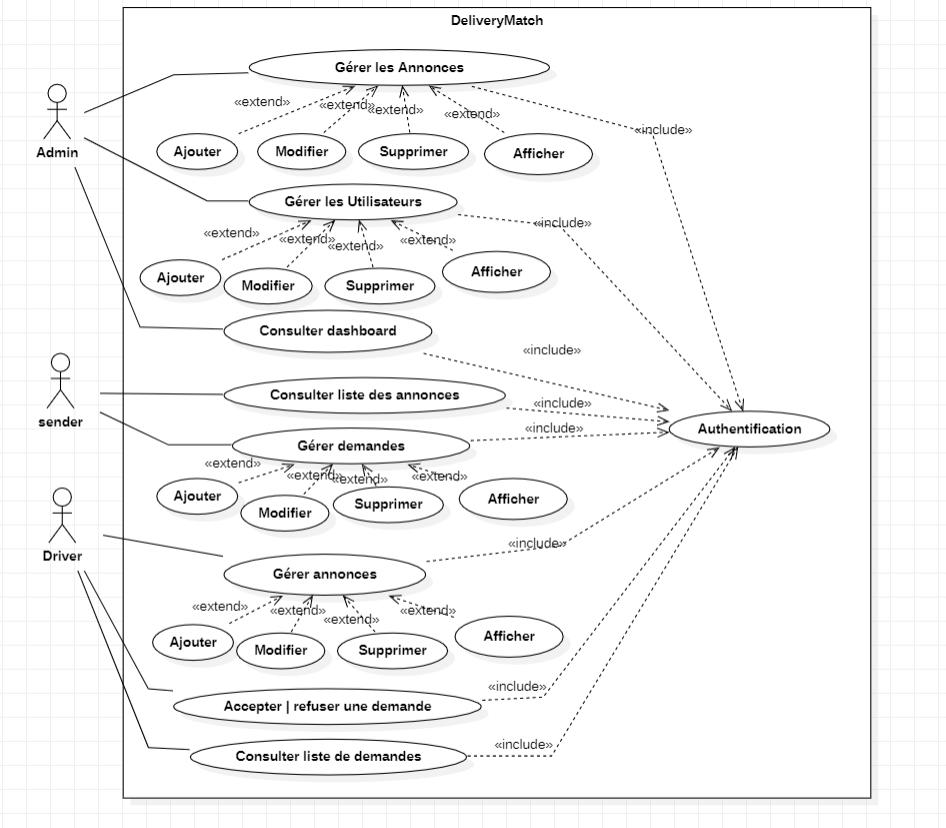 DeliveryMatch
Gérer les Annonces
«extend»
«extend»
«extend»
«extend»
«include»
Admin
Ajouter
Modifier
Supprimer
Afficher
Gérer les Utilisateurs
«extend»
«extend»
«extend»
«extend»
«include»
Ajouter
Modifier
Supprimer
Afficher
Consulter dashboard
«include»
Consulter liste des annonces
«include»
sender
Gérer demandes
«include»
Authentification
«extend»
«extend»
«extend»
«extend»
Ajouter
Modifier
Supprimer
Afficher
Driver
«include»
Gérer annonces
«extend»
«extend»
«extend»
«extend»
Ajouter
Modifier
Supprimer
Afficher
«include»
Accepter | refuser une demande
«include»
Consulter liste de demandes